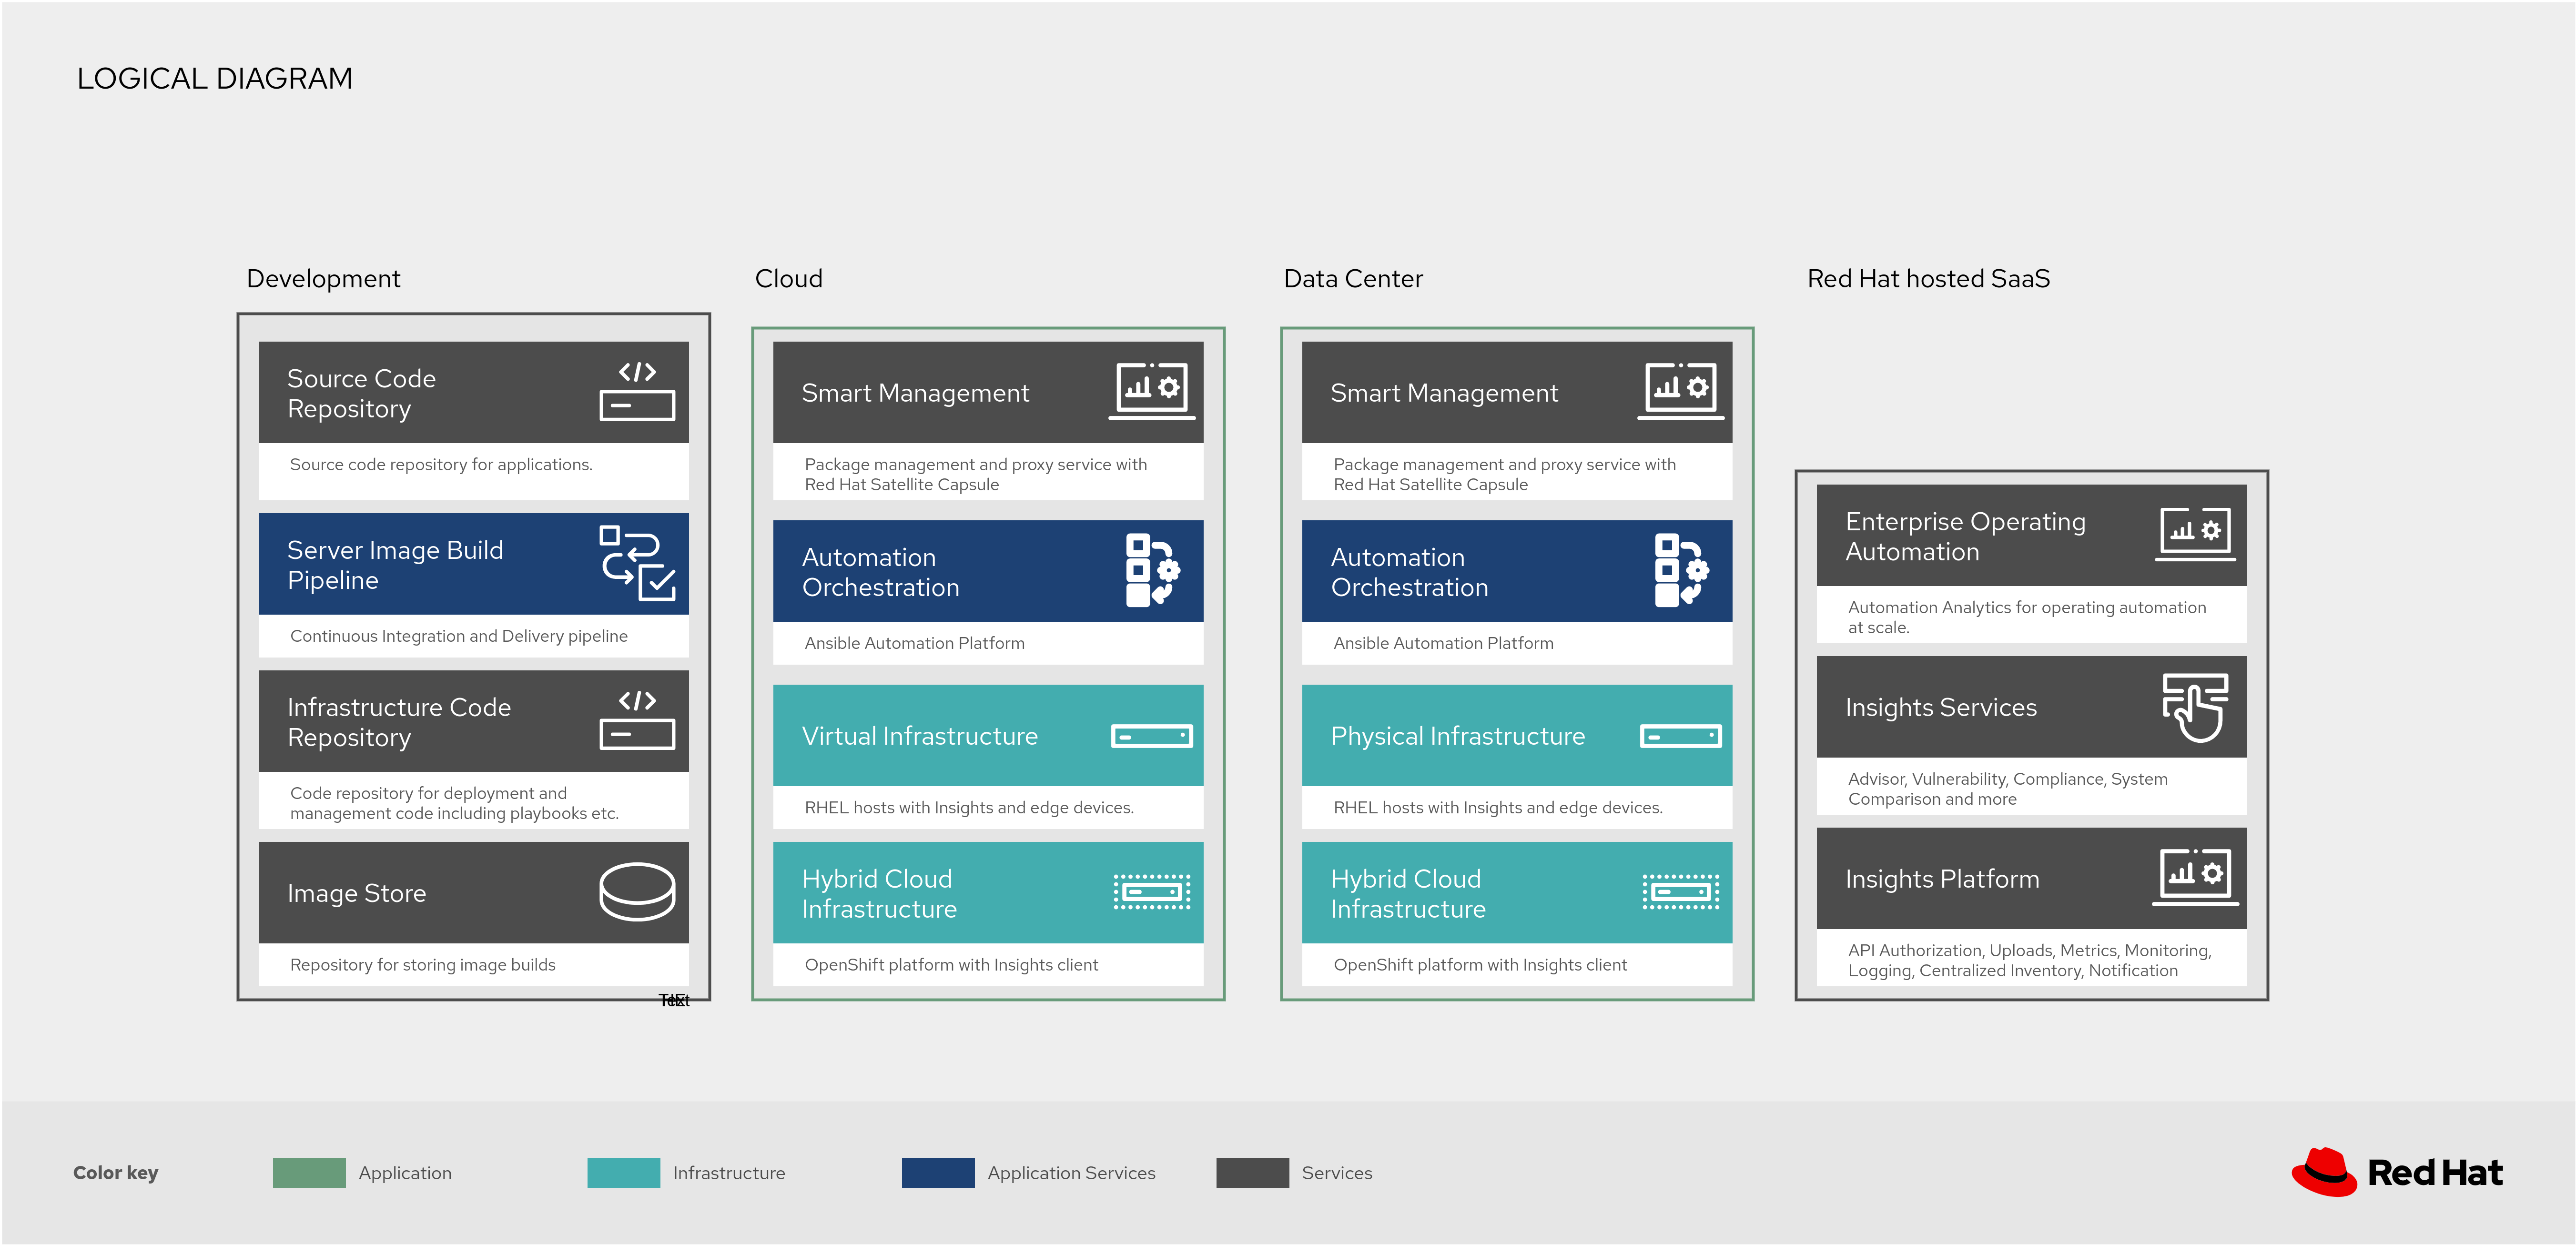 LOGICAL DIAGRAM
Development
Source Code
Repository
Source code repository for applications.
Server Image Build
Pipeline
Continuous Integration and Delivery pipeline
Infrastructure Code
Repository
Code repository for deployment and
management code including playbooks etc.
Image Store
Repository for storing image builds
Cloud
Smart Management
Package management and proxy service with
Red Hat Satellite Capsule
Automation
Orchestration
Ansible Automation Platform
Virtual Infrastructure
RHEL hosts with Insights and edge devices.
Hybrid Cloud
Infrastructure
OpenShift platform with Insights client
Data Center
Smart Management
Package management and proxy service with
Red Hat Satellite Capsule
Automation
Orchestration
Ansible Automation Platform
Physical Infrastructure
RHEL hosts with Insights and edge devices.
Hybrid Cloud
Infrastructure
OpenShift platform with Insights client
Red Hat hosted SaaS
Enterprise Operating
Automation
Automation Analytics for operating automation
at scale.
Insights Services
Advisor, Vulnerability, Compliance, System
Comparison and more
Insights Platform
API Authorization, Uploads, Metrics, Monitoring,
Logging, Centralized Inventory, Notification
Color key
Application
Infrastructure
Application Services
Services
Red Hat